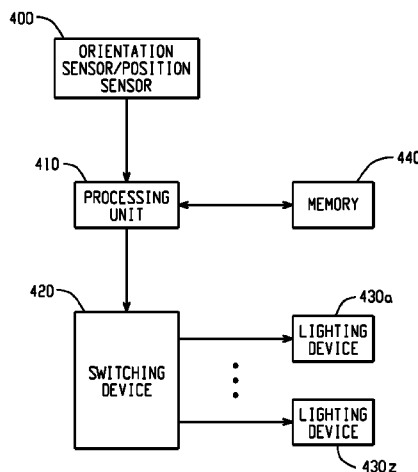 400
ORIENTATION
SENSOR/POSITION
SENSOR
410
PROCESSING
UNIT
440
MEMORY
420
SWITCHING
DEVICE
430a
LIGHTING
DEVICE
LIGHTING
DEVICE
430z